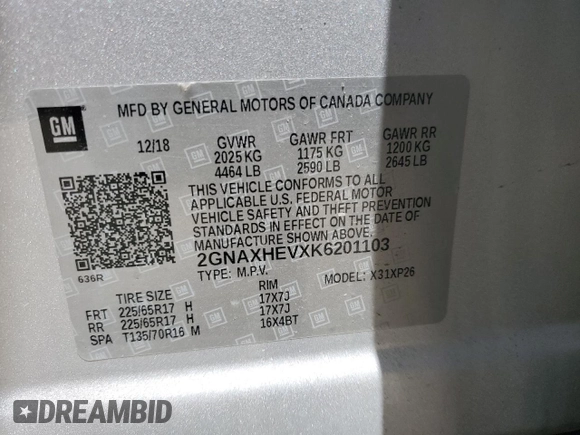 GM
MFD BY GENERAL MOTORS OF CANADA COMPANY
12/18 GVWR GAWR FRT GAWR RR
2025 KG 1175 KG 1200 KG
4464 LB 2590 LB 2645 LB
THIS VEHICLE CONFORMS TO ALL
APPLICABLE U.S. FEDERAL MOTOR
VEHICLE SAFETY AND THEFT PREVENTION
STANDARDS IN EFFECT ON THE DATE OF
MANUFACTURE SHOWN ABOVE.
2GNAXHEVXK6201103
636R TYPE: M.P.V. MODEL: X31XP26
TIRE SIZE RIM
FRT 225/65R17 H 17X7J
RR 225/65R17 H 17X7J
SPA T135/70R16 M 16X4BT
DREAMBID